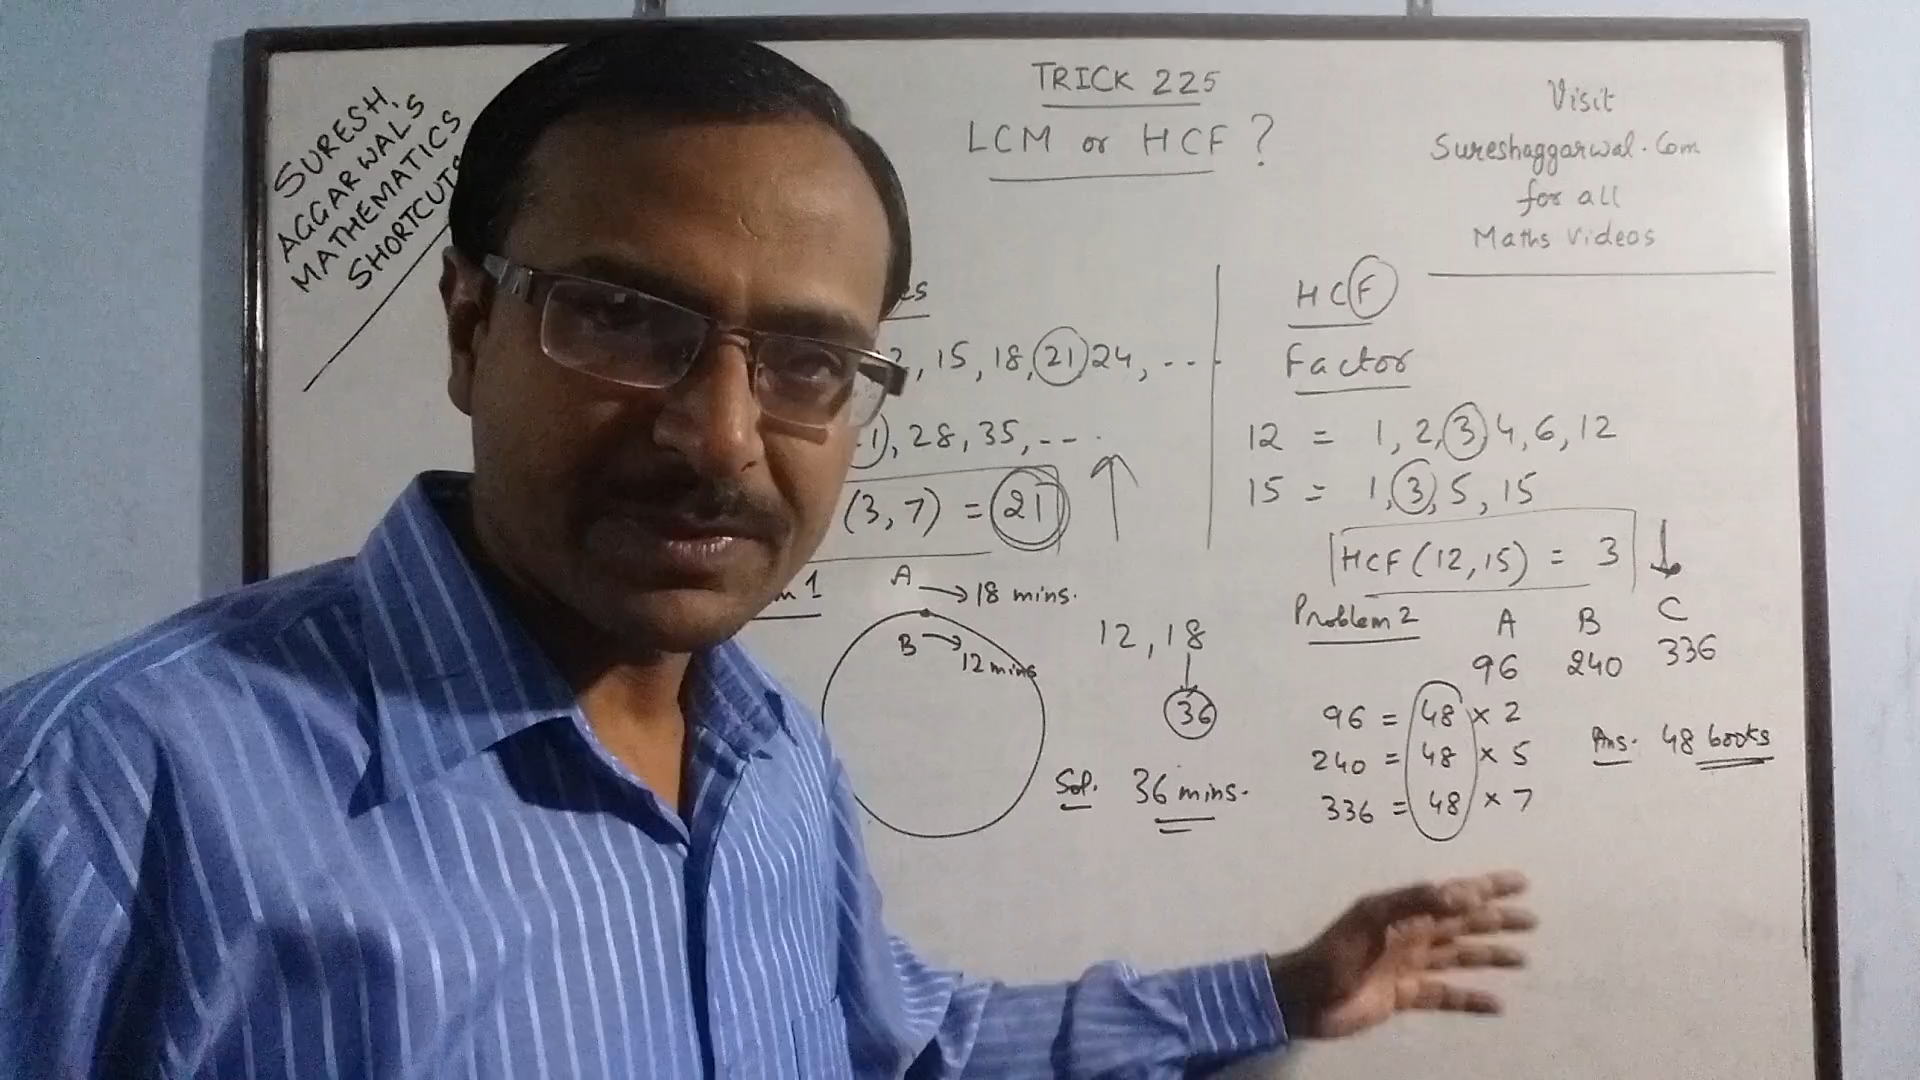 SURESH
AGGARWAL'S
MATHEMATICS
TRICK 225
LCM or HCF ?
Visit
Sureshaggarwal.Com
for all
Maths Videos
, 15, 18, 21 24, ---
, 28, 35, ---
(3, 7) = 21
HCF
Factor
12 = 1, 2, 3, 4, 6, 12
15 = 1, 3, 5, 15
HCF (12, 15) = 3
1
A → 18 mins.
B → 12 mins
12, 18
36
Sol. 36 mins.
Problem 2
A B C
96 240 336
96 = 48 x 2
240 = 48 x 5
336 = 48 x 7
Ans. 48 books